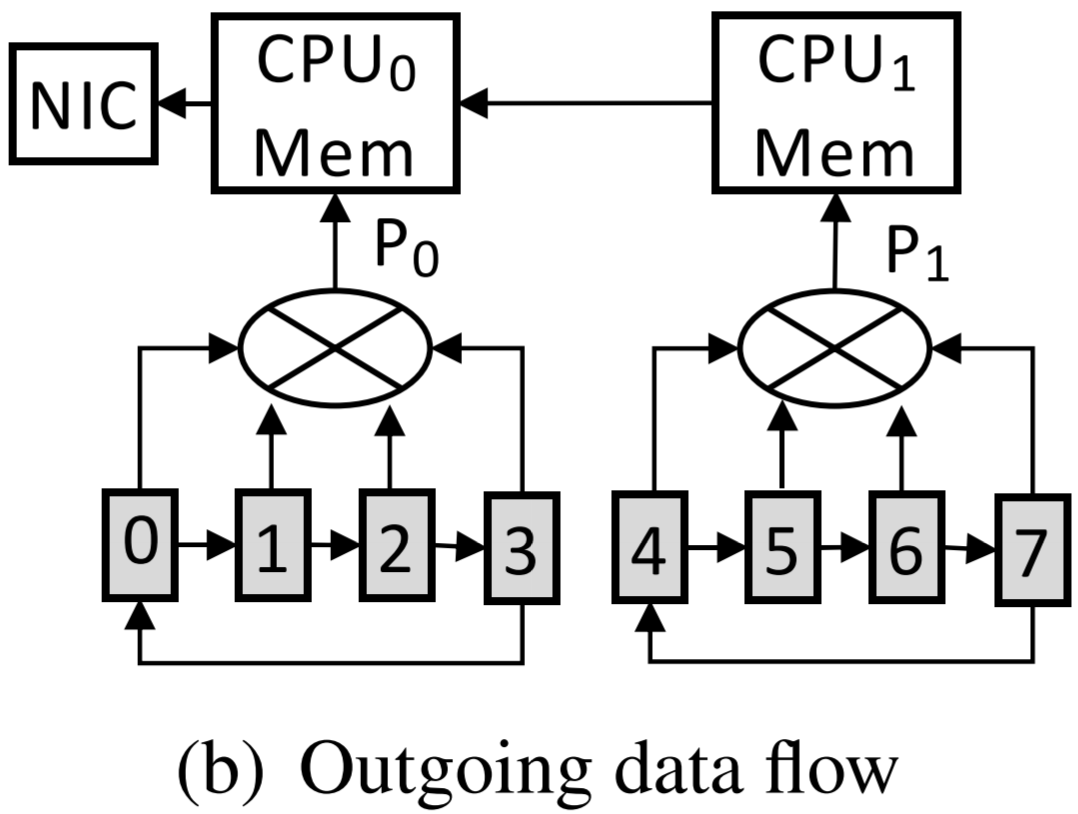 NIC
CPU₀
Mem
CPU₁
Mem
P₀
P₁
0
1
2
3
4
5
6
7
(b) Outgoing data flow